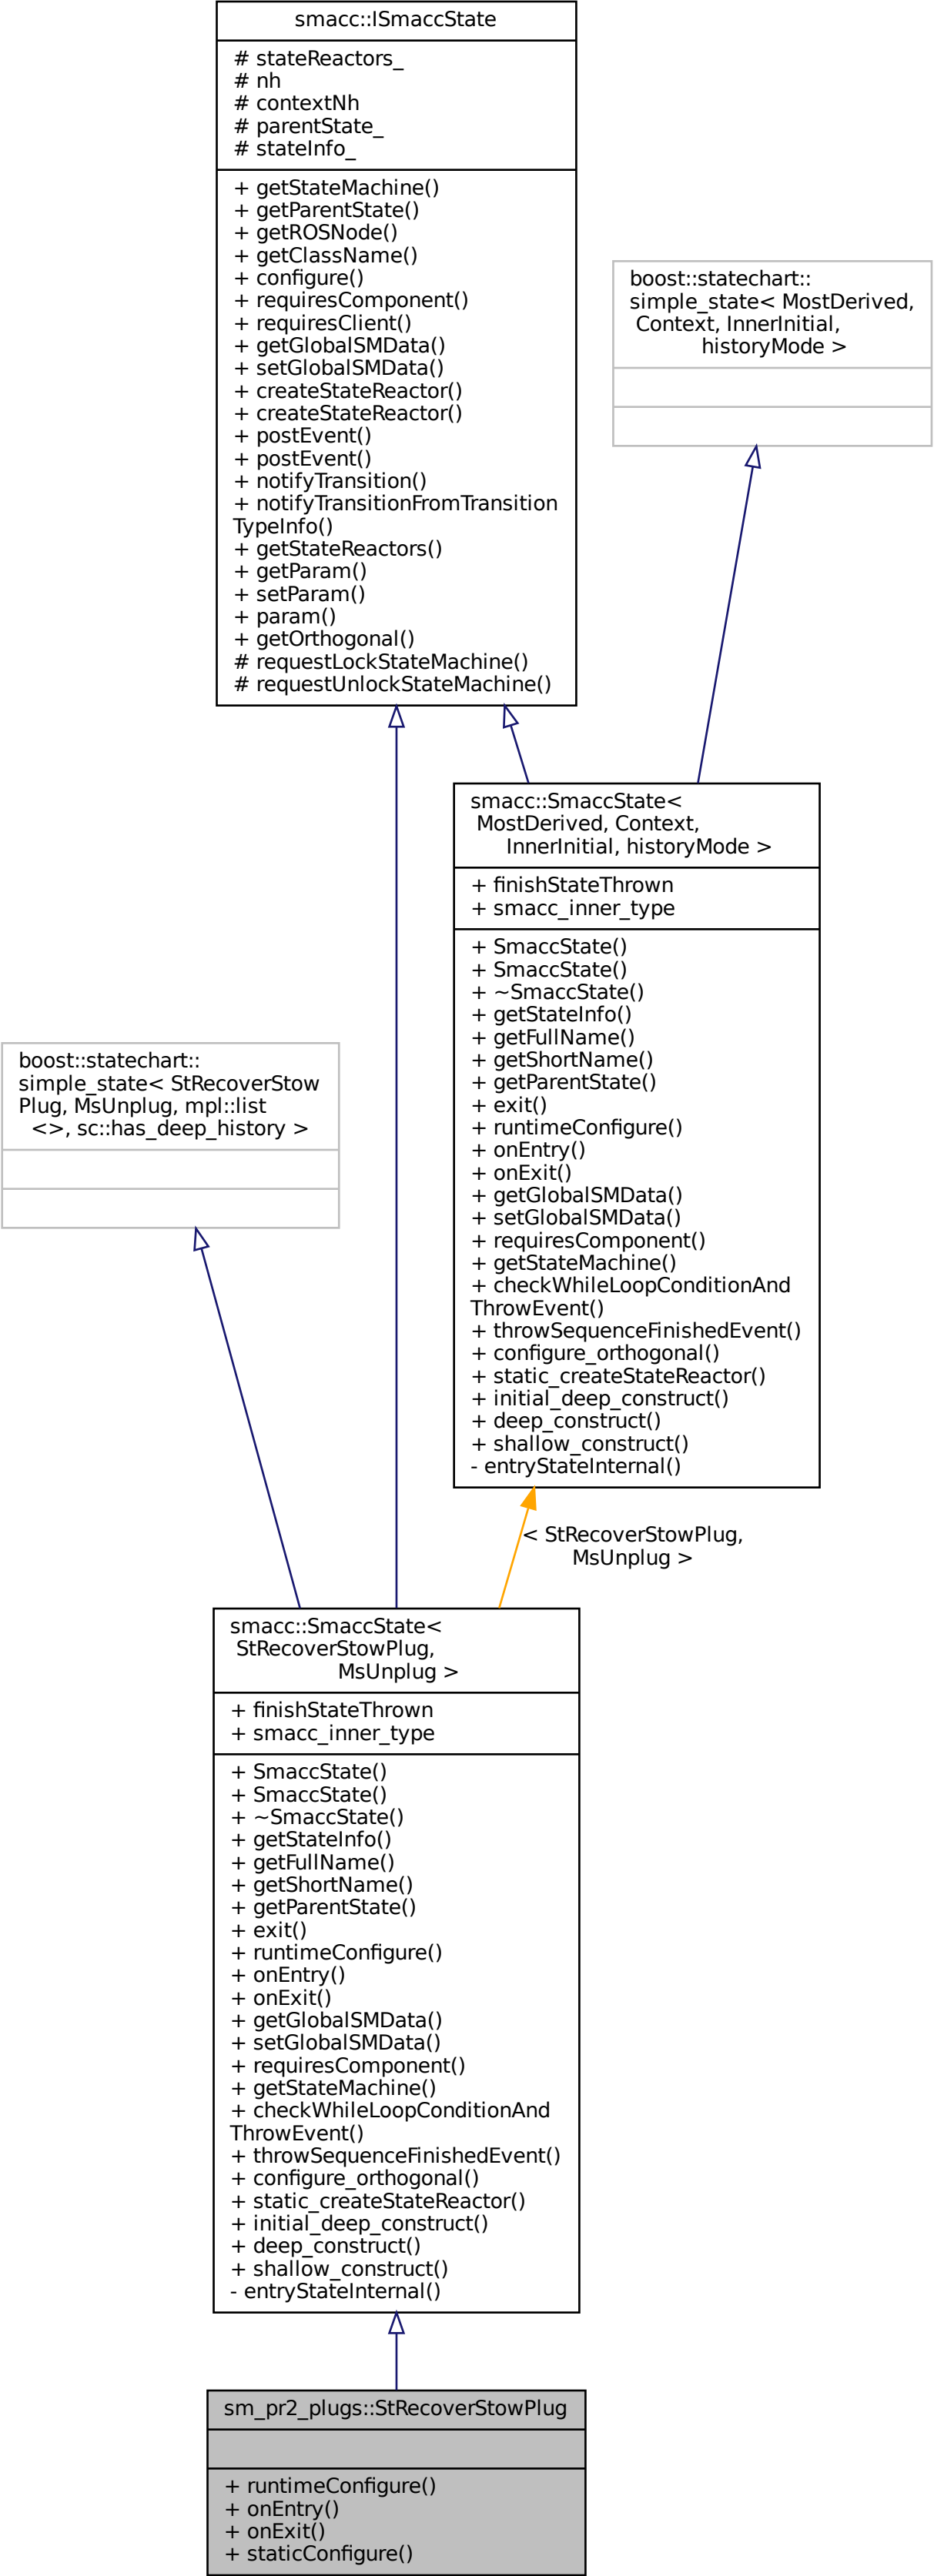 smacc::ISmaccState
# stateReactors_
# nh
# contextNh
# parentState_
# stateInfo_
+ getStateMachine()
+ getParentState()
+ getROSNode()
+ getClassName()
+ configure()
+ requiresComponent()
+ requiresClient()
+ getGlobalSMData()
+ setGlobalSMData()
+ createStateReactor()
+ createStateReactor()
+ postEvent()
+ postEvent()
+ notifyTransition()
+ notifyTransitionFromTransition
TypeInfo()
+ getStateReactors()
+ getParam()
+ setParam()
+ param()
+ getOrthogonal()
# requestLockStateMachine()
# requestUnlockStateMachine()
boost::statechart::
simple_state< MostDerived,
Context, InnerInitial,
historyMode >
smacc::SmaccState<
MostDerived, Context,
InnerInitial, historyMode >
+ finishStateThrown
+ smacc_inner_type
+ SmaccState()
+ SmaccState()
+ ~SmaccState()
+ getStateInfo()
+ getFullName()
+ getShortName()
+ getParentState()
+ exit()
+ runtimeConfigure()
+ onEntry()
+ onExit()
+ getGlobalSMData()
+ setGlobalSMData()
+ requiresComponent()
+ getStateMachine()
+ checkWhileLoopConditionAnd
ThrowEvent()
+ throwSequenceFinishedEvent()
+ configure_orthogonal()
+ static_createStateReactor()
+ initial_deep_construct()
+ deep_construct()
+ shallow_construct()
- entryStateInternal()
boost::statechart::
simple_state< StRecoverStow
Plug, MsUnplug, mpl::list
<>, sc::has_deep_history >
< StRecoverStowPlug,
MsUnplug >
smacc::SmaccState<
StRecoverStowPlug,
MsUnplug >
+ finishStateThrown
+ smacc_inner_type
+ SmaccState()
+ SmaccState()
+ ~SmaccState()
+ getStateInfo()
+ getFullName()
+ getShortName()
+ getParentState()
+ exit()
+ runtimeConfigure()
+ onEntry()
+ onExit()
+ getGlobalSMData()
+ setGlobalSMData()
+ requiresComponent()
+ getStateMachine()
+ checkWhileLoopConditionAnd
ThrowEvent()
+ throwSequenceFinishedEvent()
+ configure_orthogonal()
+ static_createStateReactor()
+ initial_deep_construct()
+ deep_construct()
+ shallow_construct()
- entryStateInternal()
sm_pr2_plugs::StRecoverStowPlug
+ runtimeConfigure()
+ onEntry()
+ onExit()
+ staticConfigure()